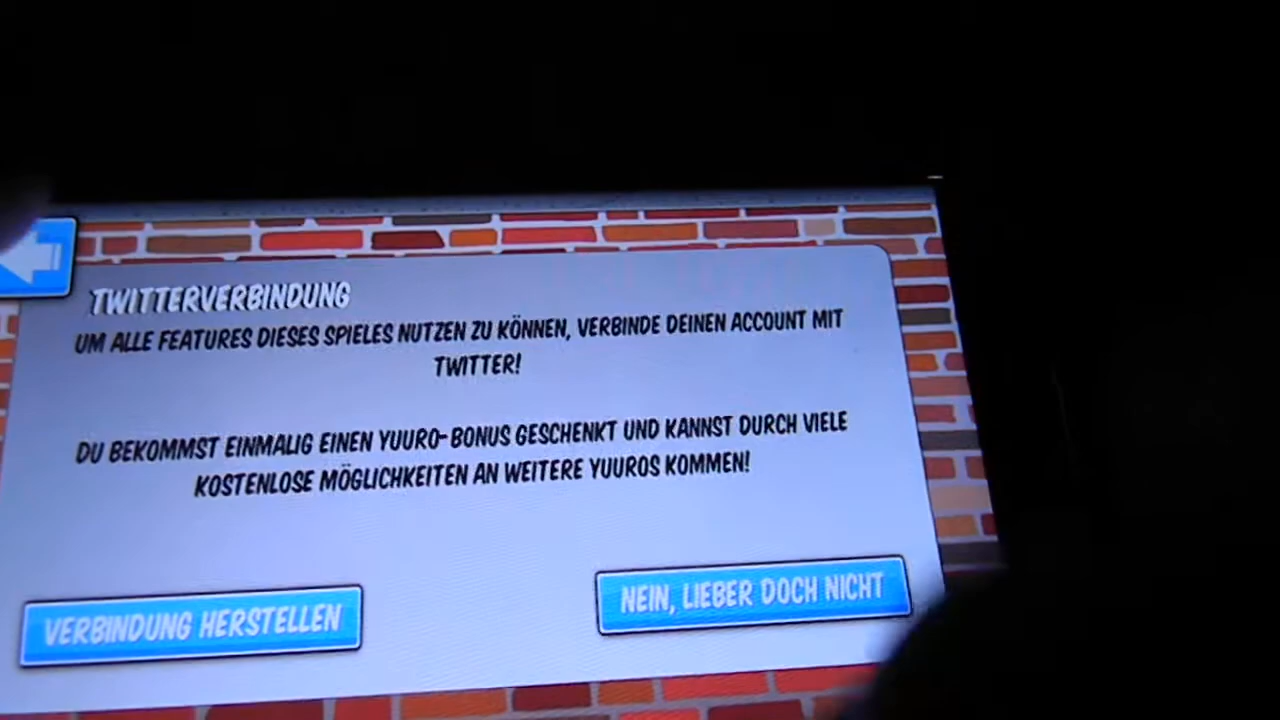 TWITTERVERBINDUNG
UM ALLE FEATURES DIESES SPIELES NUTZEN ZU KÖNNEN, VERBINDE DEINEN ACCOUNT MIT
TWITTER!
DU BEKOMMST EINMALIG EINEN YUURO-BONUS GESCHENKT UND KANNST DURCH VIELE
KOSTENLOSE MÖGLICHKEITEN AN WEITERE YUUROS KOMMEN!
VERBINDUNG HERSTELLEN
NEIN, LIEBER DOCH NICHT